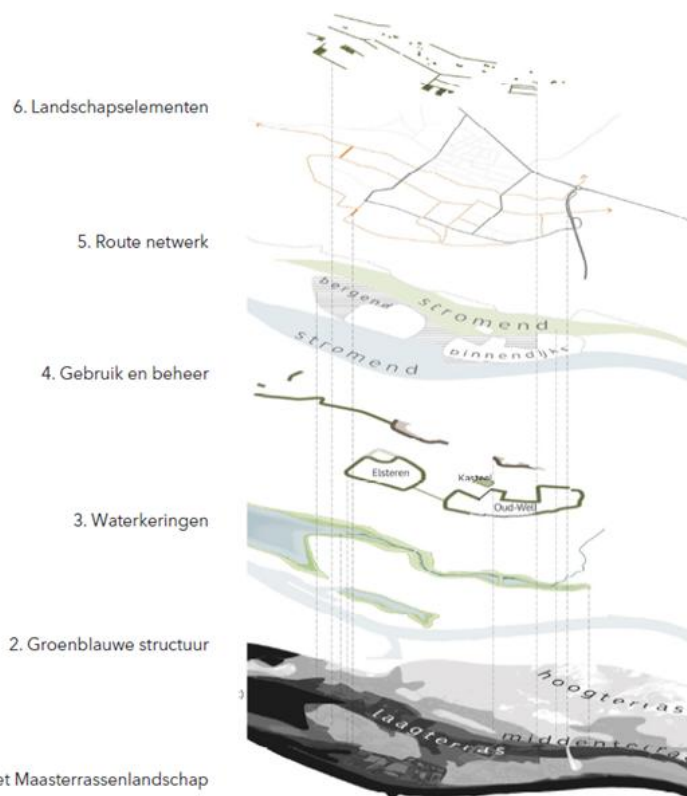 6. Landschapselementen
5. Route netwerk
bergend
stromend
stromend
binnendijks
4. Gebruik en beheer
Elsteren
Kasteel
Oud-Well
3. Waterkeringen
2. Groenblauwe structuur
hoogterras
laagterras
middenterras
et Maasterrassenlandschap